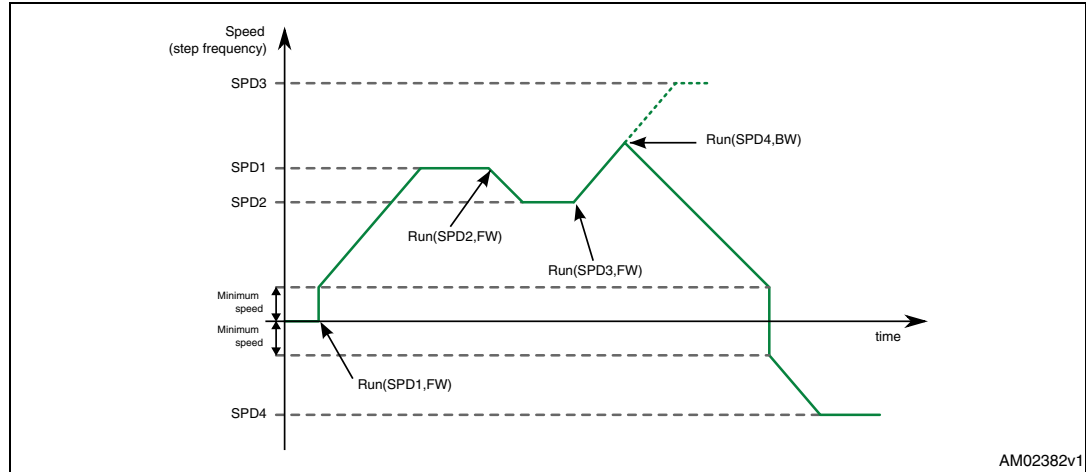 Speed
(step frequency)
SPD3
Run(SPD4,BW)
SPD1
SPD2
Run(SPD2,FW)
Run(SPD3,FW)
Minimum
speed
Minimum
speed
time
Run(SPD1,FW)
SPD4
AM02382v1